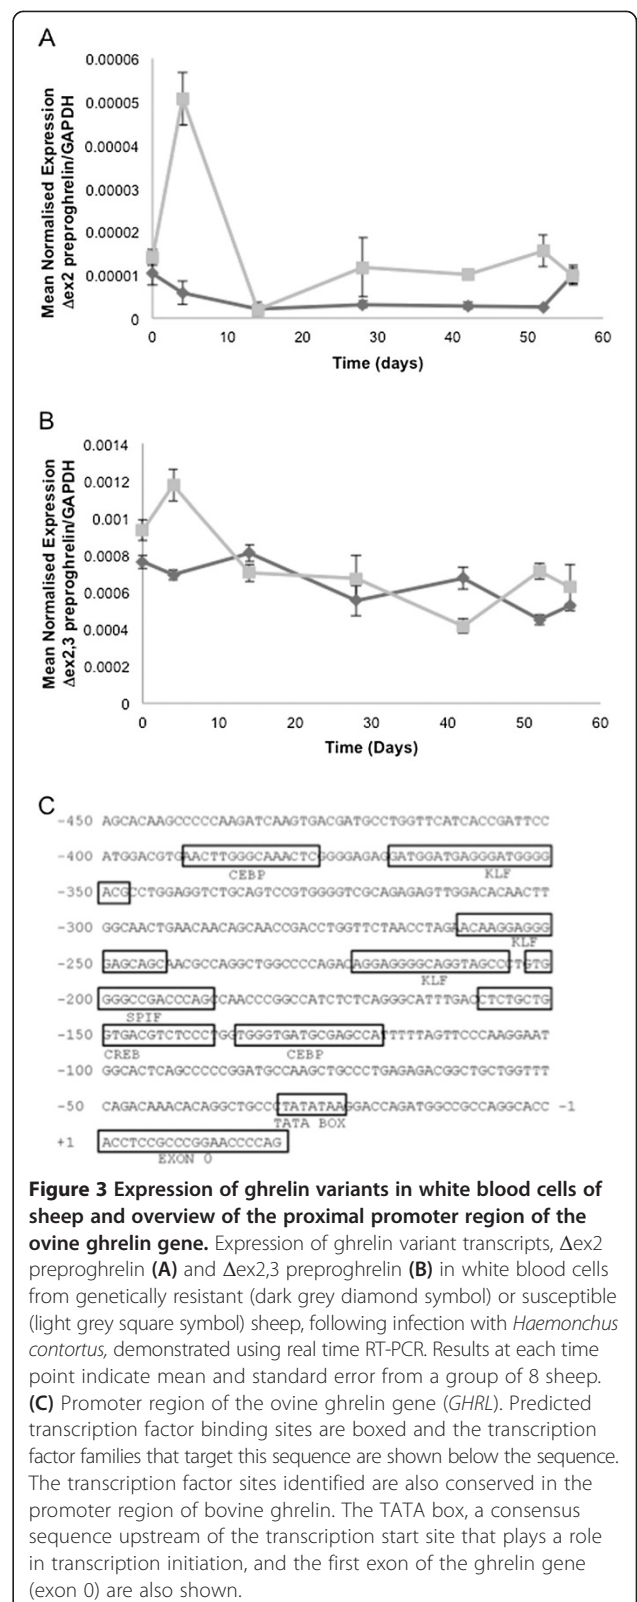 A
0.00006
0.00005
0.00004
0.00003
0.00002
0.00001
0
Mean Normalised Expression
Δex2 preproghrelin/GAPDH
0 10 20 30 40 50 60
Time (days)
B
0.0014
0.0012
0.001
0.0008
0.0006
0.0004
0.0002
0
Mean Normalised Expression
Δex2,3 preproghrelin/GAPDH
0 10 20 30 40 50 60
Time (Days)
C
-450 AGCACAAGCCCCCAAGATCAAGTGACGATGCCTGGTTCATCACCGATTCC
-400 ATGGACGTGAACTTGGGCAAACTCGGGGAGAGGATGGATGAGGGATGGGG
CEBP KLF
-350 ACGCCTGGAGGTCTGCAGTCCGTGGGGTCGCAGAGAGTTGGACACAACTT
-300 GGCAACTGAACAACAGCAACCGACCTGGTTCTAACCTAGAACAAGGAGGG
KLF
-250 GAGCAGCAACGCCAGGCTGGCCCCAGACAGGAGGGGCAGGTAGCCCTGTG
KLF
-200 GGGCCGACCCAGCCAACCCGGCCATCTCTCAGGGCATTTGACCTCTGCTG
SPIF
-150 GTGACGTCTCCCTGGTGGGTGATGCGAGCCATTTTTAGTTCCCAAGGAAT
CREB CEBP
-100 GGCACTCAGCCCCCGGATGCCAAGCTGCCCTGAGAGACGGCTGCTGGTTT
-50 CAGACAAACACAGGCTGCCCTATATAAGGACCAGATGGCCGCCAGGCACC -1
TATA BOX
+1 ACCTCCGCCCGGAACCCCAG
EXON 0
Figure 3 Expression of ghrelin variants in white blood cells of
sheep and overview of the proximal promoter region of the
ovine ghrelin gene. Expression of ghrelin variant transcripts, Δex2
preproghrelin (A) and Δex2,3 preproghrelin (B) in white blood cells
from genetically resistant (dark grey diamond symbol) or susceptible
(light grey square symbol) sheep, following infection with Haemonchus
contortus, demonstrated using real time RT-PCR. Results at each time
point indicate mean and standard error from a group of 8 sheep.
(C) Promoter region of the ovine ghrelin gene (GHRL). Predicted
transcription factor binding sites are boxed and the transcription
factor families that target this sequence are shown below the sequence.
The transcription factor sites identified are also conserved in the
promoter region of bovine ghrelin. The TATA box, a consensus
sequence upstream of the transcription start site that plays a role
in transcription initiation, and the first exon of the ghrelin gene
(exon 0) are also shown.